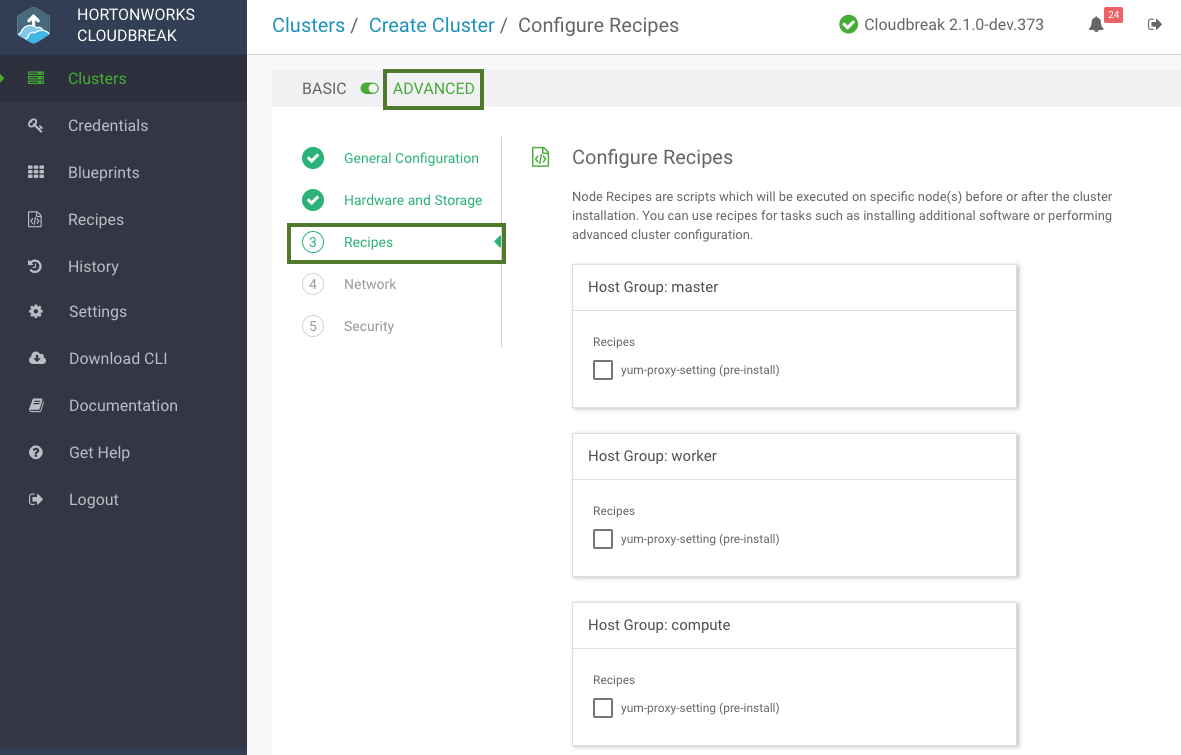 HORTONWORKS
CLOUDBREAK
Clusters / Create Cluster / Configure Recipes
Cloudbreak 2.1.0-dev.373
24
Clusters
Credentials
Blueprints
Recipes
History
Settings
Download CLI
Documentation
Get Help
Logout
BASIC ADVANCED
General Configuration
Hardware and Storage
3 Recipes
4 Network
5 Security
Configure Recipes
Node Recipes are scripts which will be executed on specific node(s) before or after the cluster
installation. You can use recipes for tasks such as installing additional software or performing
advanced cluster configuration.
Host Group: master
Recipes
yum-proxy-setting (pre-install)
Host Group: worker
Recipes
yum-proxy-setting (pre-install)
Host Group: compute
Recipes
yum-proxy-setting (pre-install)